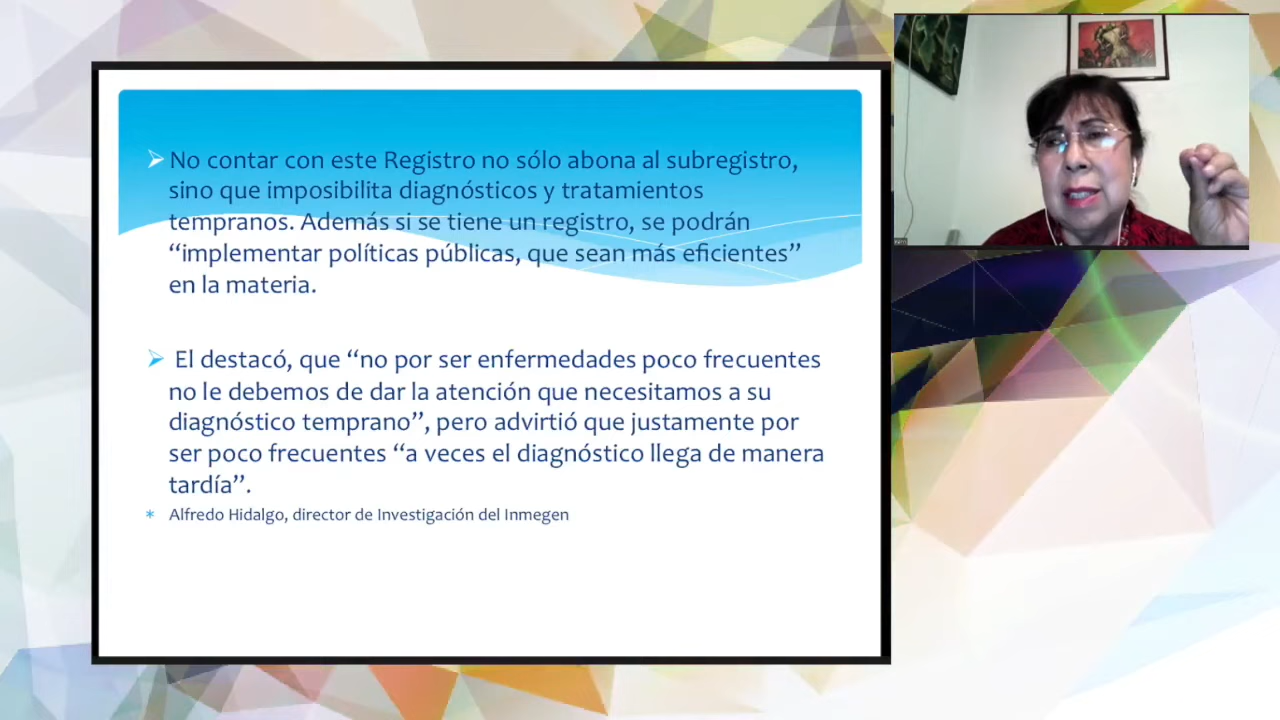 No contar con este Registro no sólo abona al subregistro,
sino que imposibilita diagnósticos y tratamientos
tempranos. Además si se tiene un registro, se podrán
“implementar políticas públicas, que sean más eficientes”
en la materia.
El destacó, que “no por ser enfermedades poco frecuentes
no le debemos de dar la atención que necesitamos a su
diagnóstico temprano”, pero advirtió que justamente por
ser poco frecuentes “a veces el diagnóstico llega de manera
tardía”.
Alfredo Hidalgo, director de Investigación del Inmegen